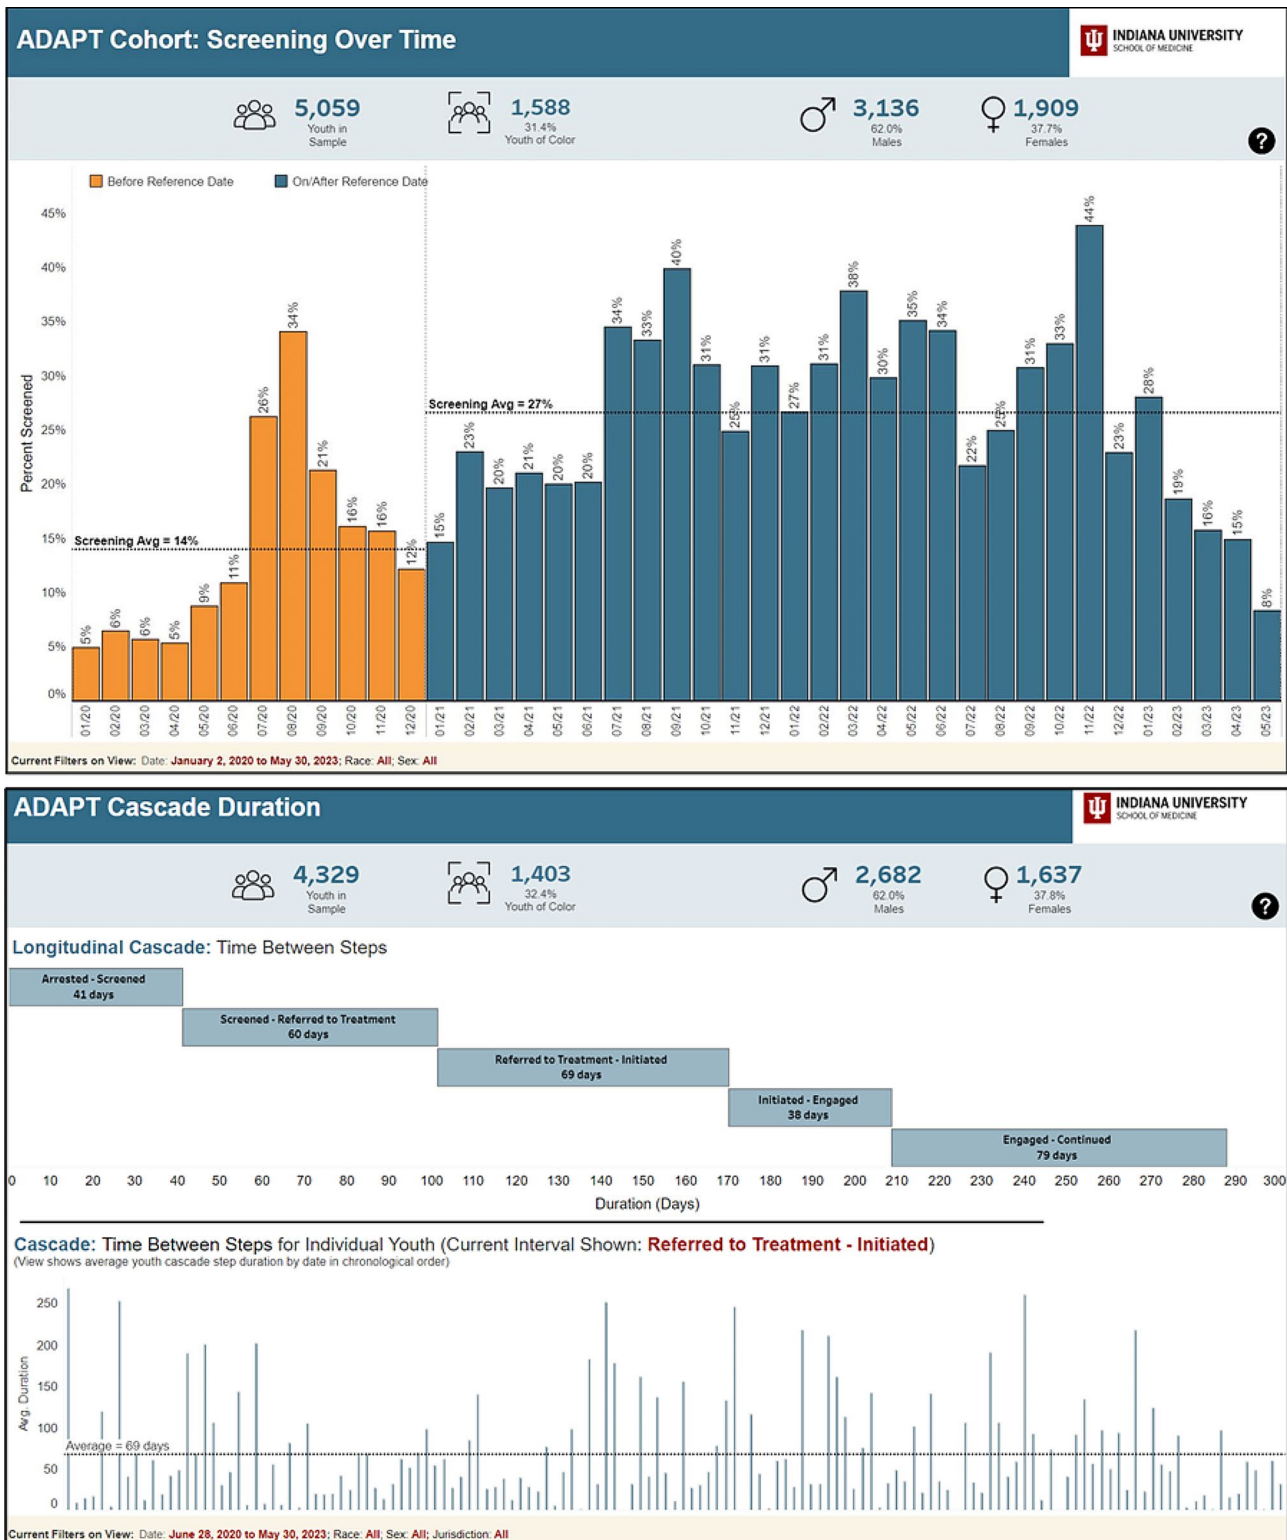 ADAPT Cohort: Screening Over Time
INDIANA UNIVERSITY
SCHOOL OF MEDICINE
5,059
Youth in
Sample
1,588
31.4%
Youth of Color
3,136
62.0%
Males
1,909
37.7%
Females
?
Before Reference Date
On/After Reference Date
Percent Screened
45%
40%
35%
30%
25%
20%
15%
10%
5%
0%
Screening Avg = 14%
Screening Avg = 27%
5% 6% 6% 5% 9% 11% 26% 34% 21% 16% 16% 12% 15% 23% 20% 21% 20% 20% 34% 33% 40% 31% 25% 31% 27% 31% 38% 30% 35% 34% 22% 25% 31% 33% 44% 23% 28% 19% 16% 15% 8%
01/20 02/20 03/20 04/20 05/20 06/20 07/20 08/20 09/20 10/20 11/20 12/20 01/21 02/21 03/21 04/21 05/21 06/21 07/21 08/21 09/21 10/21 11/21 12/21 01/22 02/22 03/22 04/22 05/22 06/22 07/22 08/22 09/22 10/22 11/22 12/22 01/23 02/23 03/23 04/23 05/23
Current Filters on View: Date: January 2, 2020 to May 30, 2023; Race: All; Sex: All
ADAPT Cascade Duration
INDIANA UNIVERSITY
SCHOOL OF MEDICINE
4,329
Youth in
Sample
1,403
32.4%
Youth of Color
2,682
62.0%
Males
1,637
37.8%
Females
?
Longitudinal Cascade: Time Between Steps
Arrested - Screened
41 days
Screened - Referred to Treatment
60 days
Referred to Treatment - Initiated
69 days
Initiated - Engaged
38 days
Engaged - Continued
79 days
0 10 20 30 40 50 60 70 80 90 100 110 120 130 140 150 160 170 180 190 200 210 220 230 240 250 260 270 280 290 300
Duration (Days)
Cascade: Time Between Steps for Individual Youth (Current Interval Shown: Referred to Treatment - Initiated)
(View shows average youth cascade step duration by date in chronological order)
Avg. Duration
250
200
150
100
50
0
Average = 69 days
Current Filters on View: Date: June 28, 2020 to May 30, 2023; Race: All; Sex: All; Jurisdiction: All